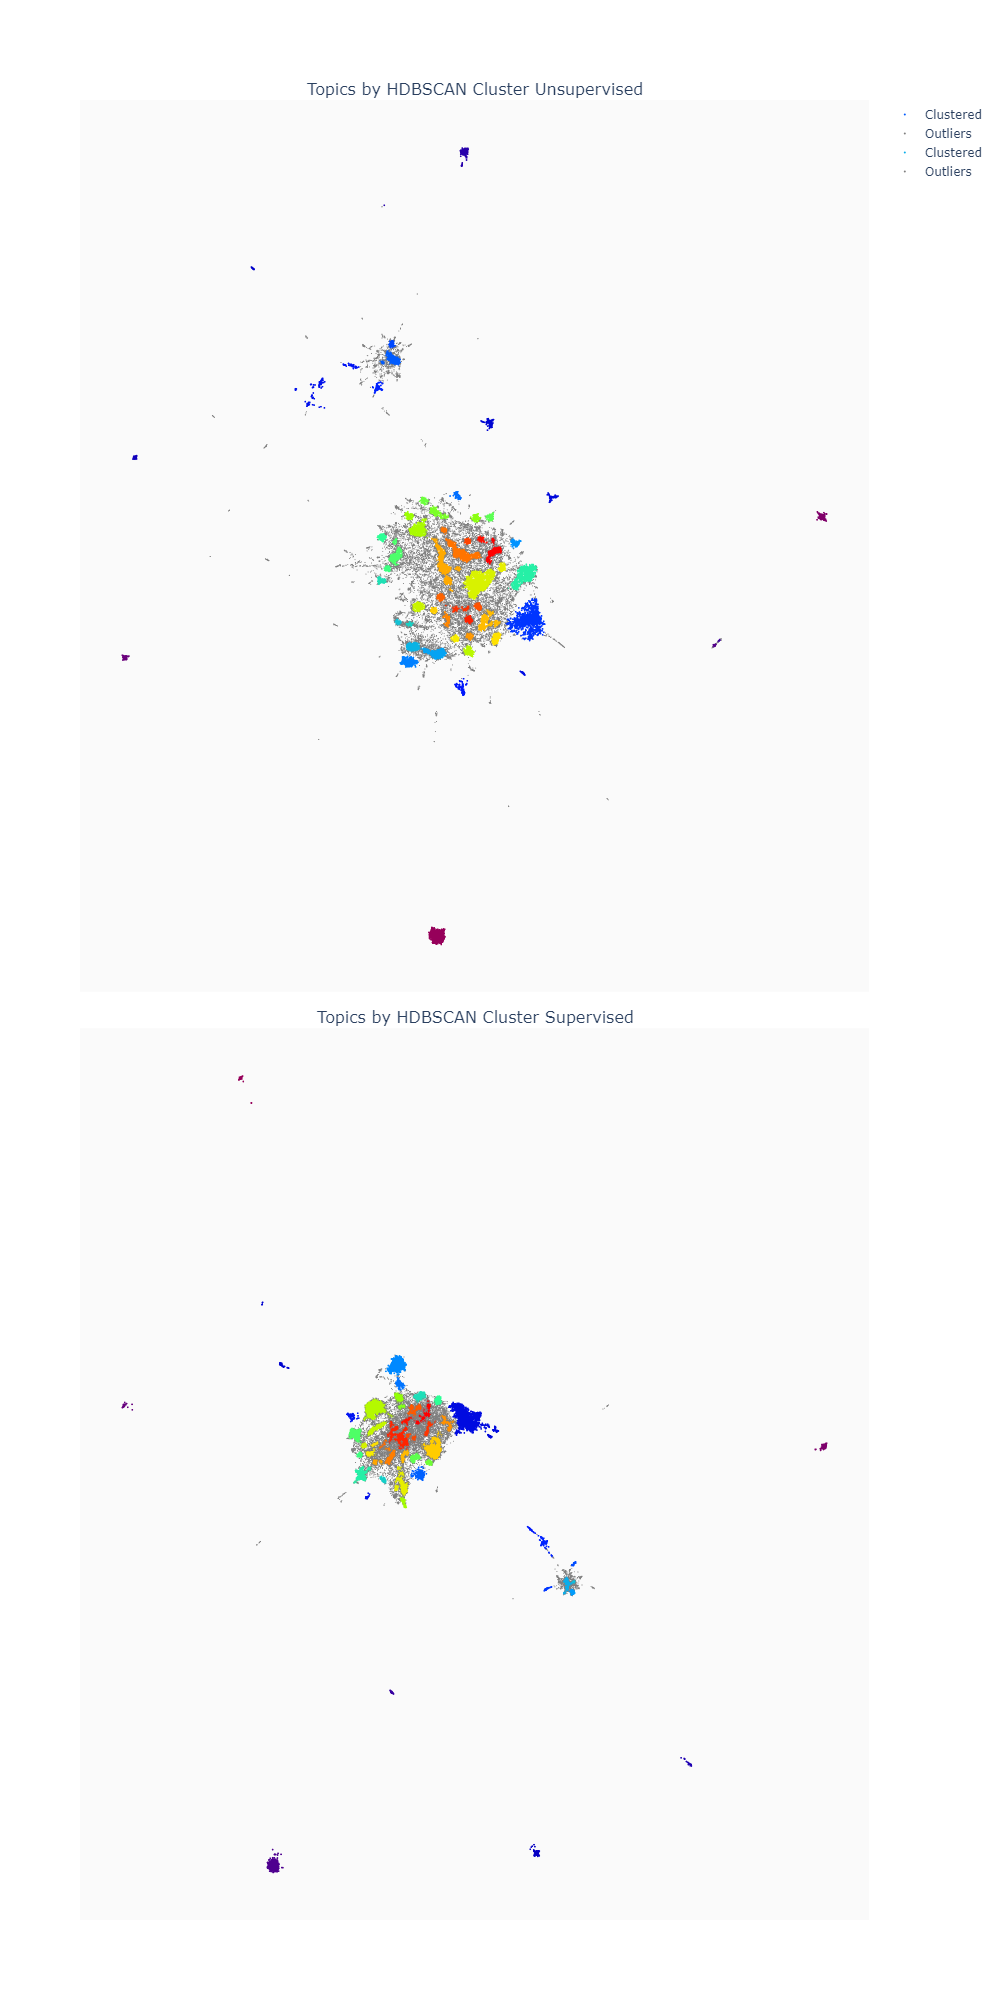 Topics by HDBSCAN Cluster Unsupervised
Clustered
Outliers
Clustered
Outliers
Topics by HDBSCAN Cluster Supervised